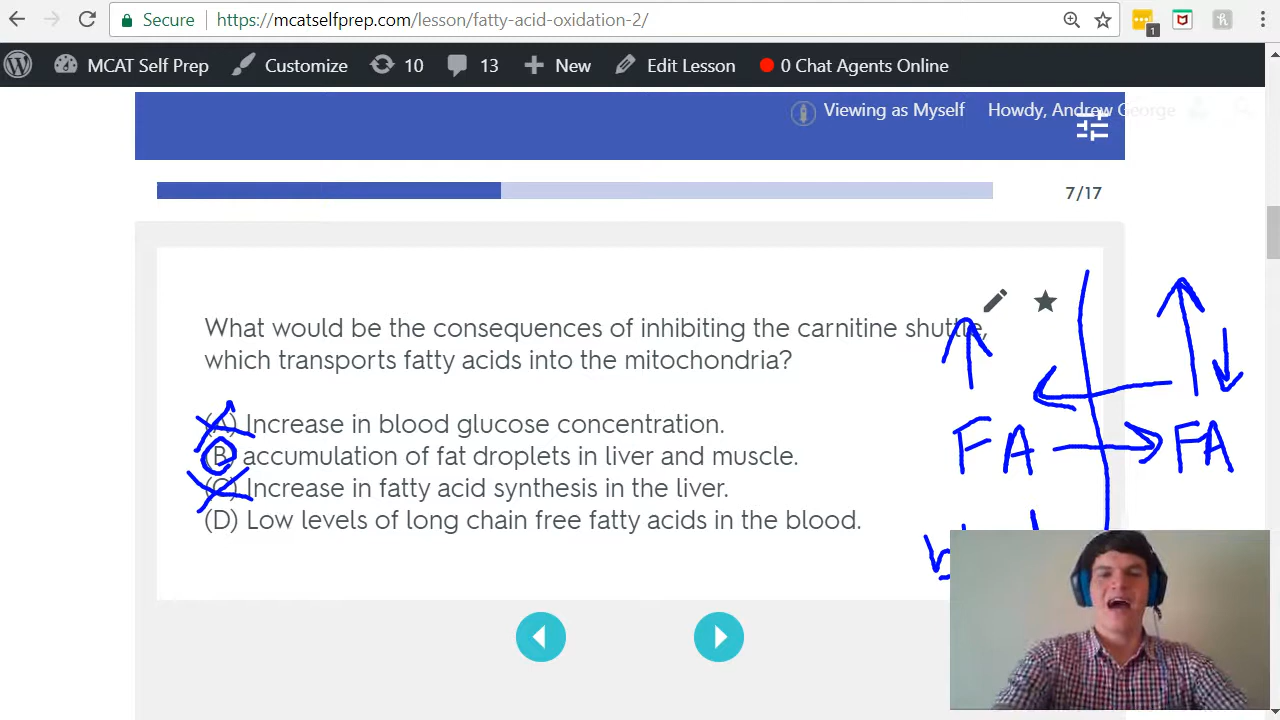 Secure https://mcatselfprep.com/lesson/fatty-acid-oxidation-2/
1
MCAT Self Prep Customize 10 13 New Edit Lesson 0 Chat Agents Online
Viewing as Myself Howdy, Andrew George
7/17
What would be the consequences of inhibiting the carnitine shuttle,
which transports fatty acids into the mitochondria?
(A) Increase in blood glucose concentration.
(B) accumulation of fat droplets in liver and muscle.
(C) Increase in fatty acid synthesis in the liver.
(D) Low levels of long chain free fatty acids in the blood.
FA FA